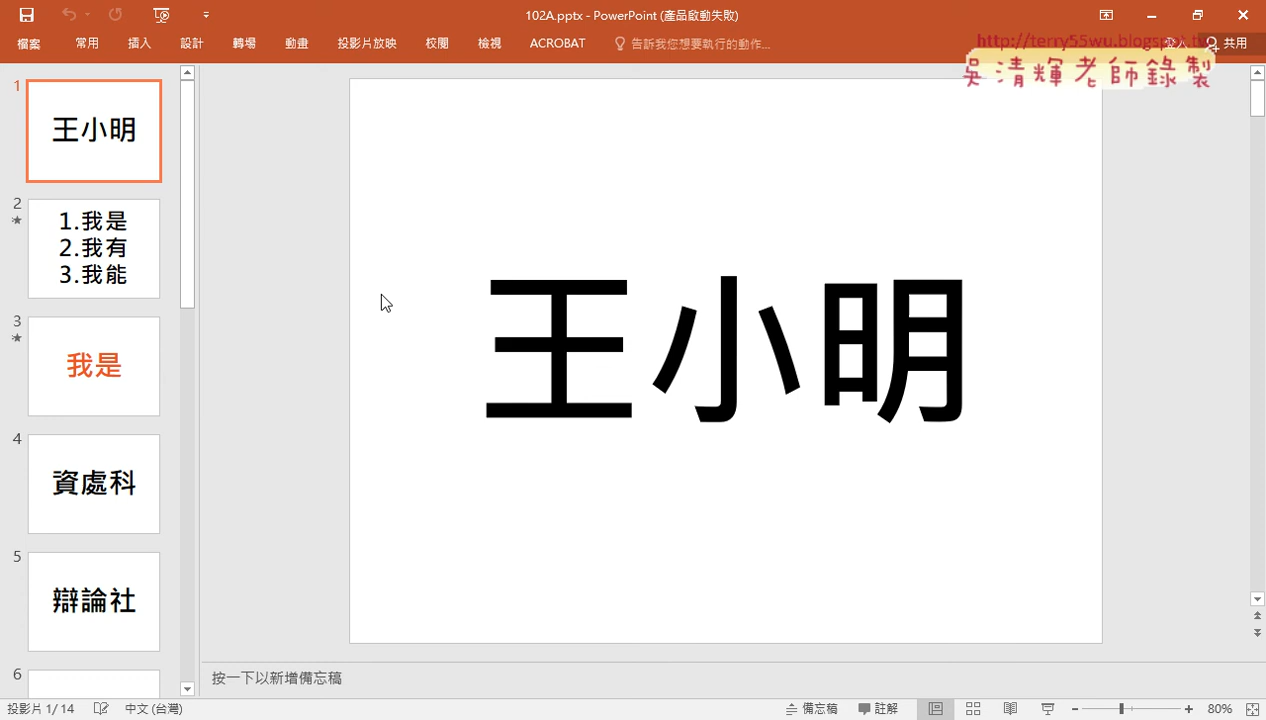 102A.pptx - PowerPoint (產品啟動失敗)
檔案 常用 插入 設計 轉場 動畫 投影片放映 校閱 檢視 ACROBAT 告訴我您想要執行的動作... 登入 共用
http://terry55wu.blogspot.tw
吳清輝老師錄製
1
王小明
2
1.我是
2.我有
3.我能
3
我是
4
資處科
5
辯論社
6
王小明
按一下以新增備忘稿
投影片 1/14 中文 (台灣) 備忘稿 註解 80%